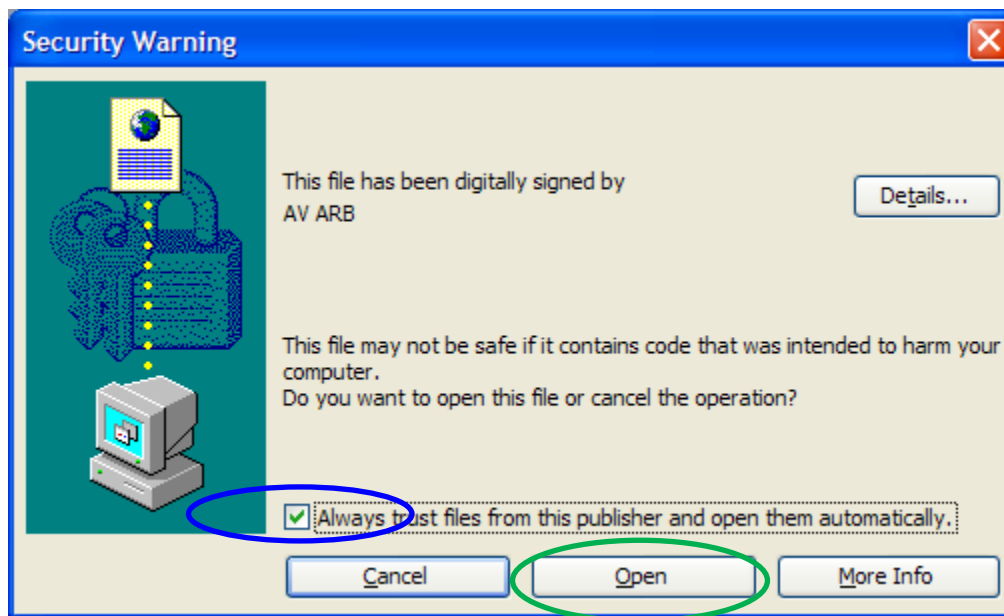 Security Warning
This file has been digitally signed by
AV ARB
Details...
This file may not be safe if it contains code that was intended to harm your
computer.
Do you want to open this file or cancel the operation?
Always trust files from this publisher and open them automatically.
Cancel Open More Info